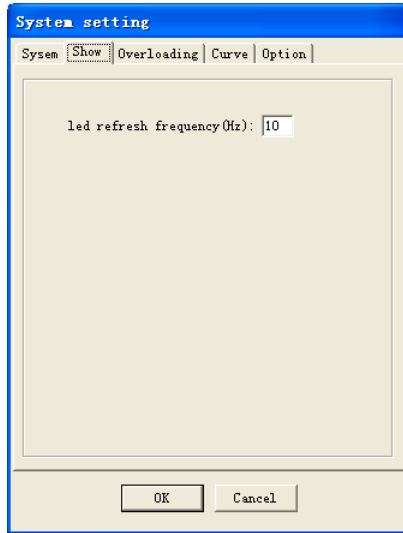 System setting
Sysem Show Overloading Curve Option
led refresh frequency(Hz): 10
OK Cancel